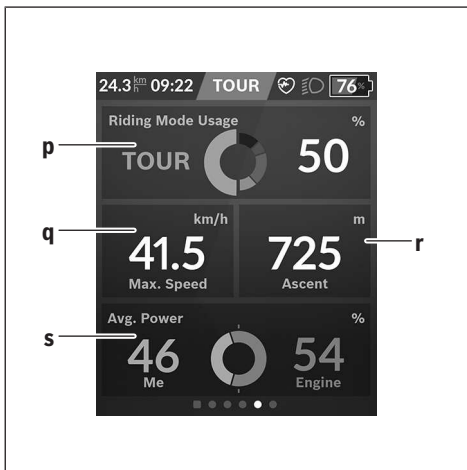 24.3 km/h 09:22 TOUR 76%
Riding Mode Usage %
p TOUR 50
q km/h m
41.5 725 r
Max. Speed Ascent
Avg. Power %
s 46 54
Me Engine